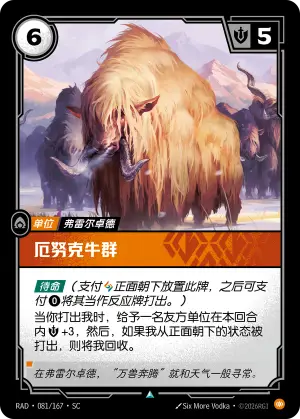 6
5
单位 弗雷尔卓德
厄努克牛群
待命（支付正面朝下放置此牌，之后可支
付0将其当作反应牌打出。）
当你打出我时，给予一名友方单位在本回合
内+3，然后，如果我从正面朝下的状态被
打出，则将我回收。
在弗雷尔卓德，“万兽奔腾”就和天气一般寻常。
RAD • 081/167 • SC
Six More Vodka
©2026RGI